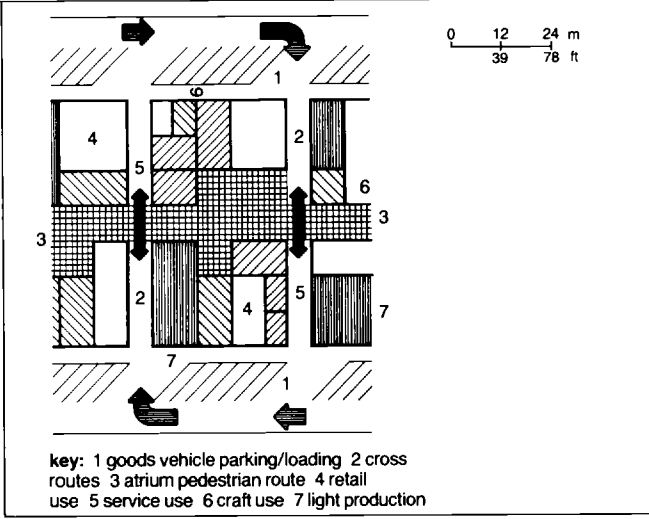 0 12 24 m
39 78 ft
1
6
4
2
5
6
3
3
2
4
5
7
7
1
key: 1 goods vehicle parking/loading 2 cross
routes 3 atrium pedestrian route 4 retail
use 5 service use 6 craft use 7 light production